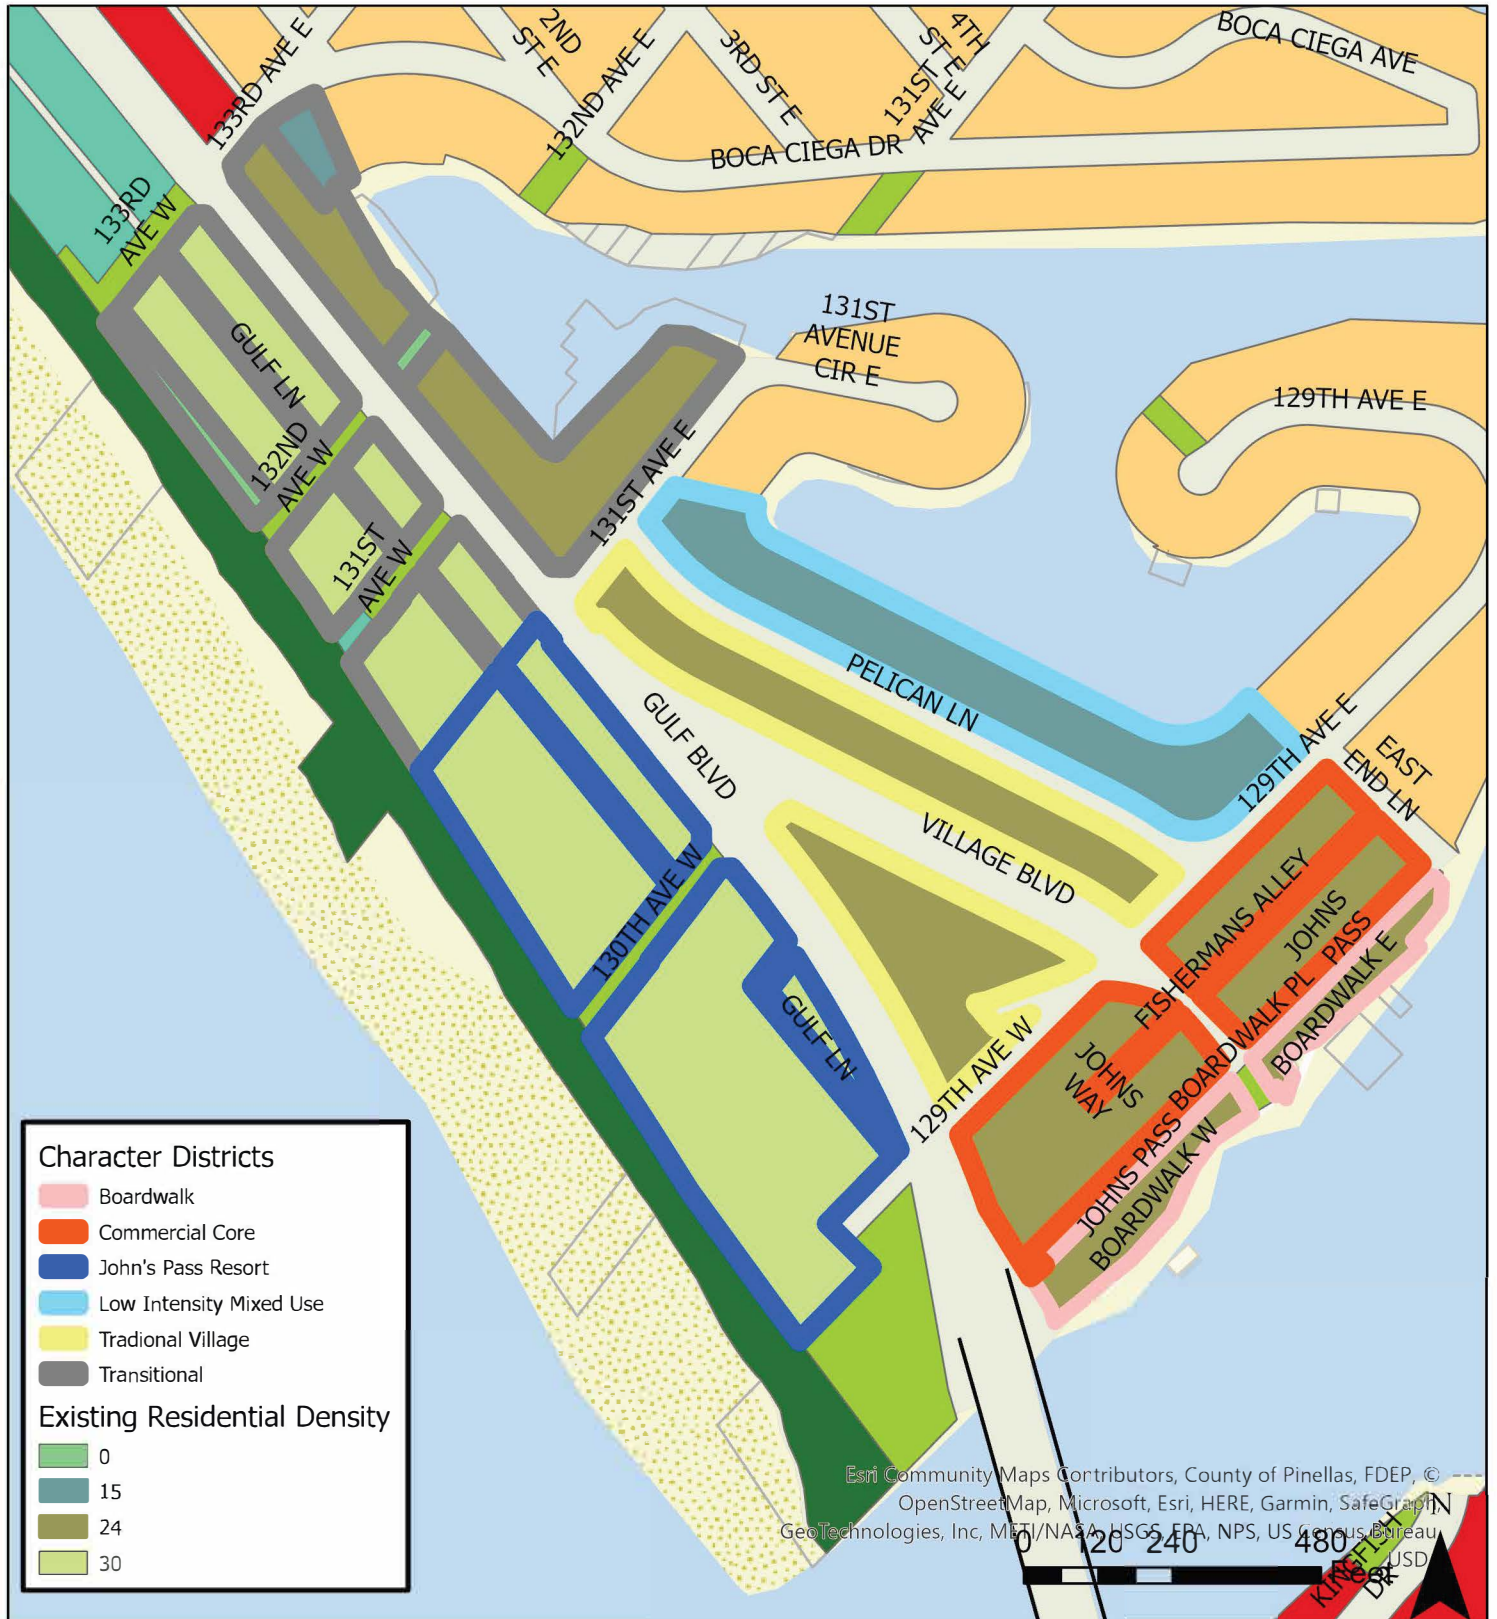 2ND
ST E
4TH
ST E
BOCA CIEGA AVE
133RD AVE E
132ND AVE E
3RD ST E
131ST
AVE E
BOCA CIEGA DR
133RD
AVE W
131ST
AVENUE
CIR E
GULF LN
129TH AVE E
132ND
AVE W
131ST AVE E
131ST
AVE W
PELICAN LN
GULF BLVD
129TH AVE E
EAST
END LN
VILLAGE BLVD
130TH AVE W
FISHERMANS ALLEY
JOHNS
PASS
BOARDWALK E
GULF LN
129TH AVE W
JOHNS
WAY
JOHNS PASS BOARDWALK PL
BOARDWALK W
Character Districts
Boardwalk
Commercial Core
John's Pass Resort
Low Intensity Mixed Use
Tradional Village
Transitional
Existing Residential Density
0
15
24
30
Esri Community Maps Contributors, County of Pinellas, FDEP, ©
OpenStreetMap, Microsoft, Esri, HERE, Garmin, SafeGraph,
GeoTechnologies, Inc, METI/NASA, USGS, EPA, NPS, US Census Bureau,
USD
0 120 240 480
Feet
N
KINGFISH
DR